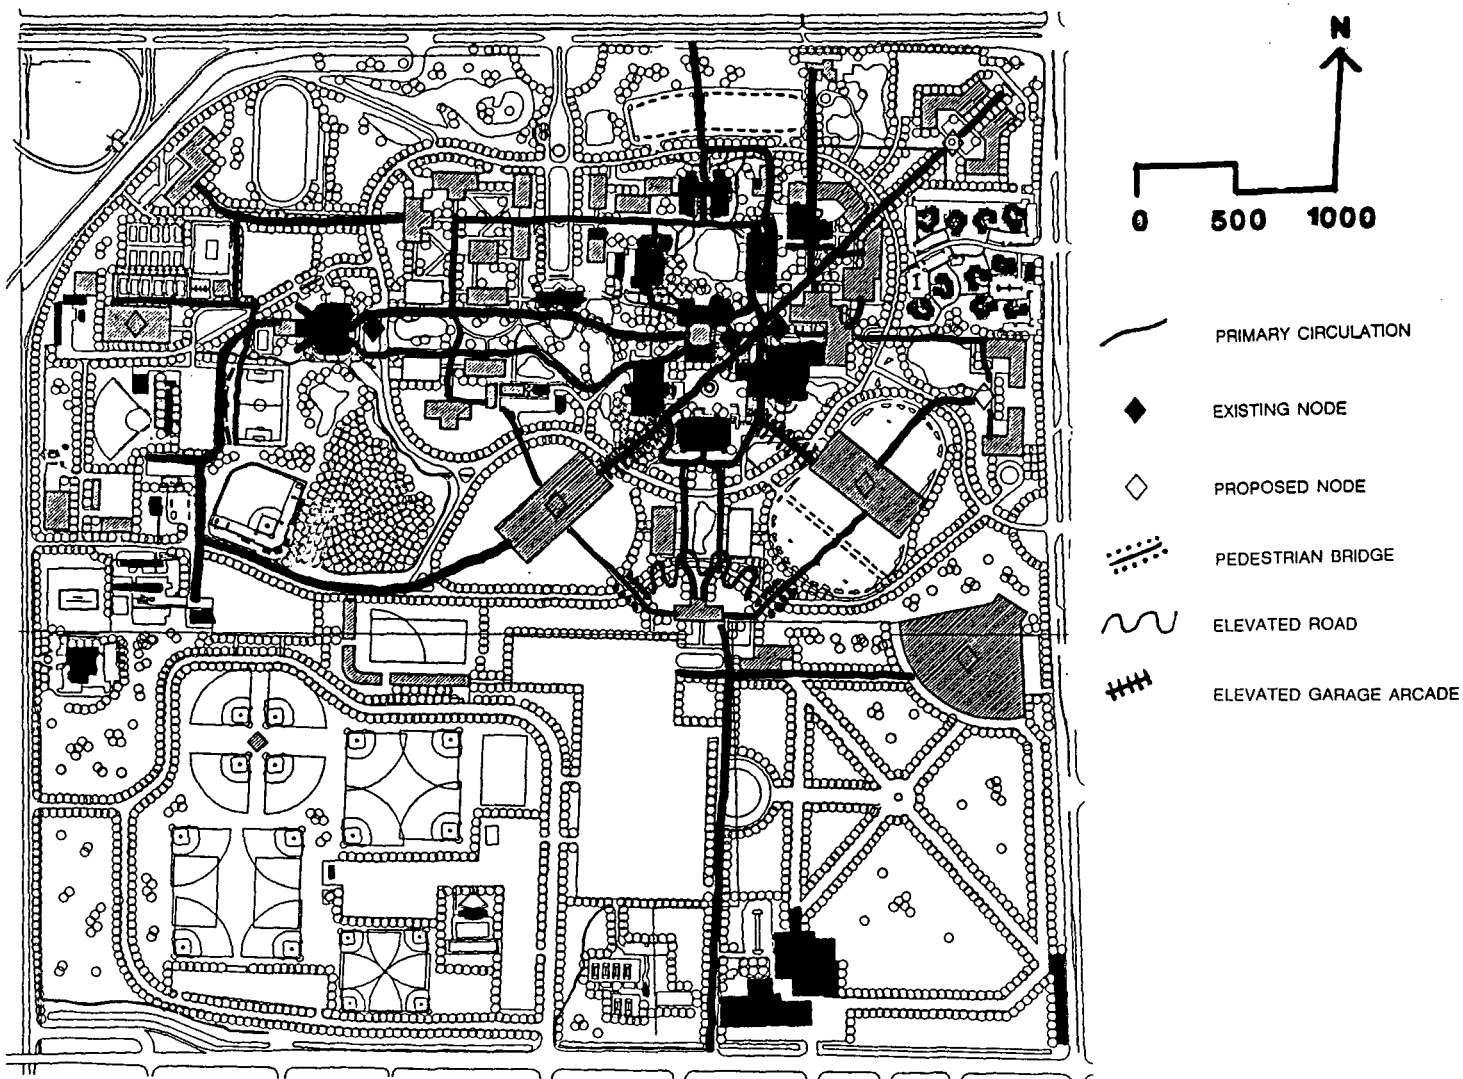 N
0 500 1000
PRIMARY CIRCULATION
EXISTING NODE
PROPOSED NODE
PEDESTRIAN BRIDGE
ELEVATED ROAD
ELEVATED GARAGE ARCADE